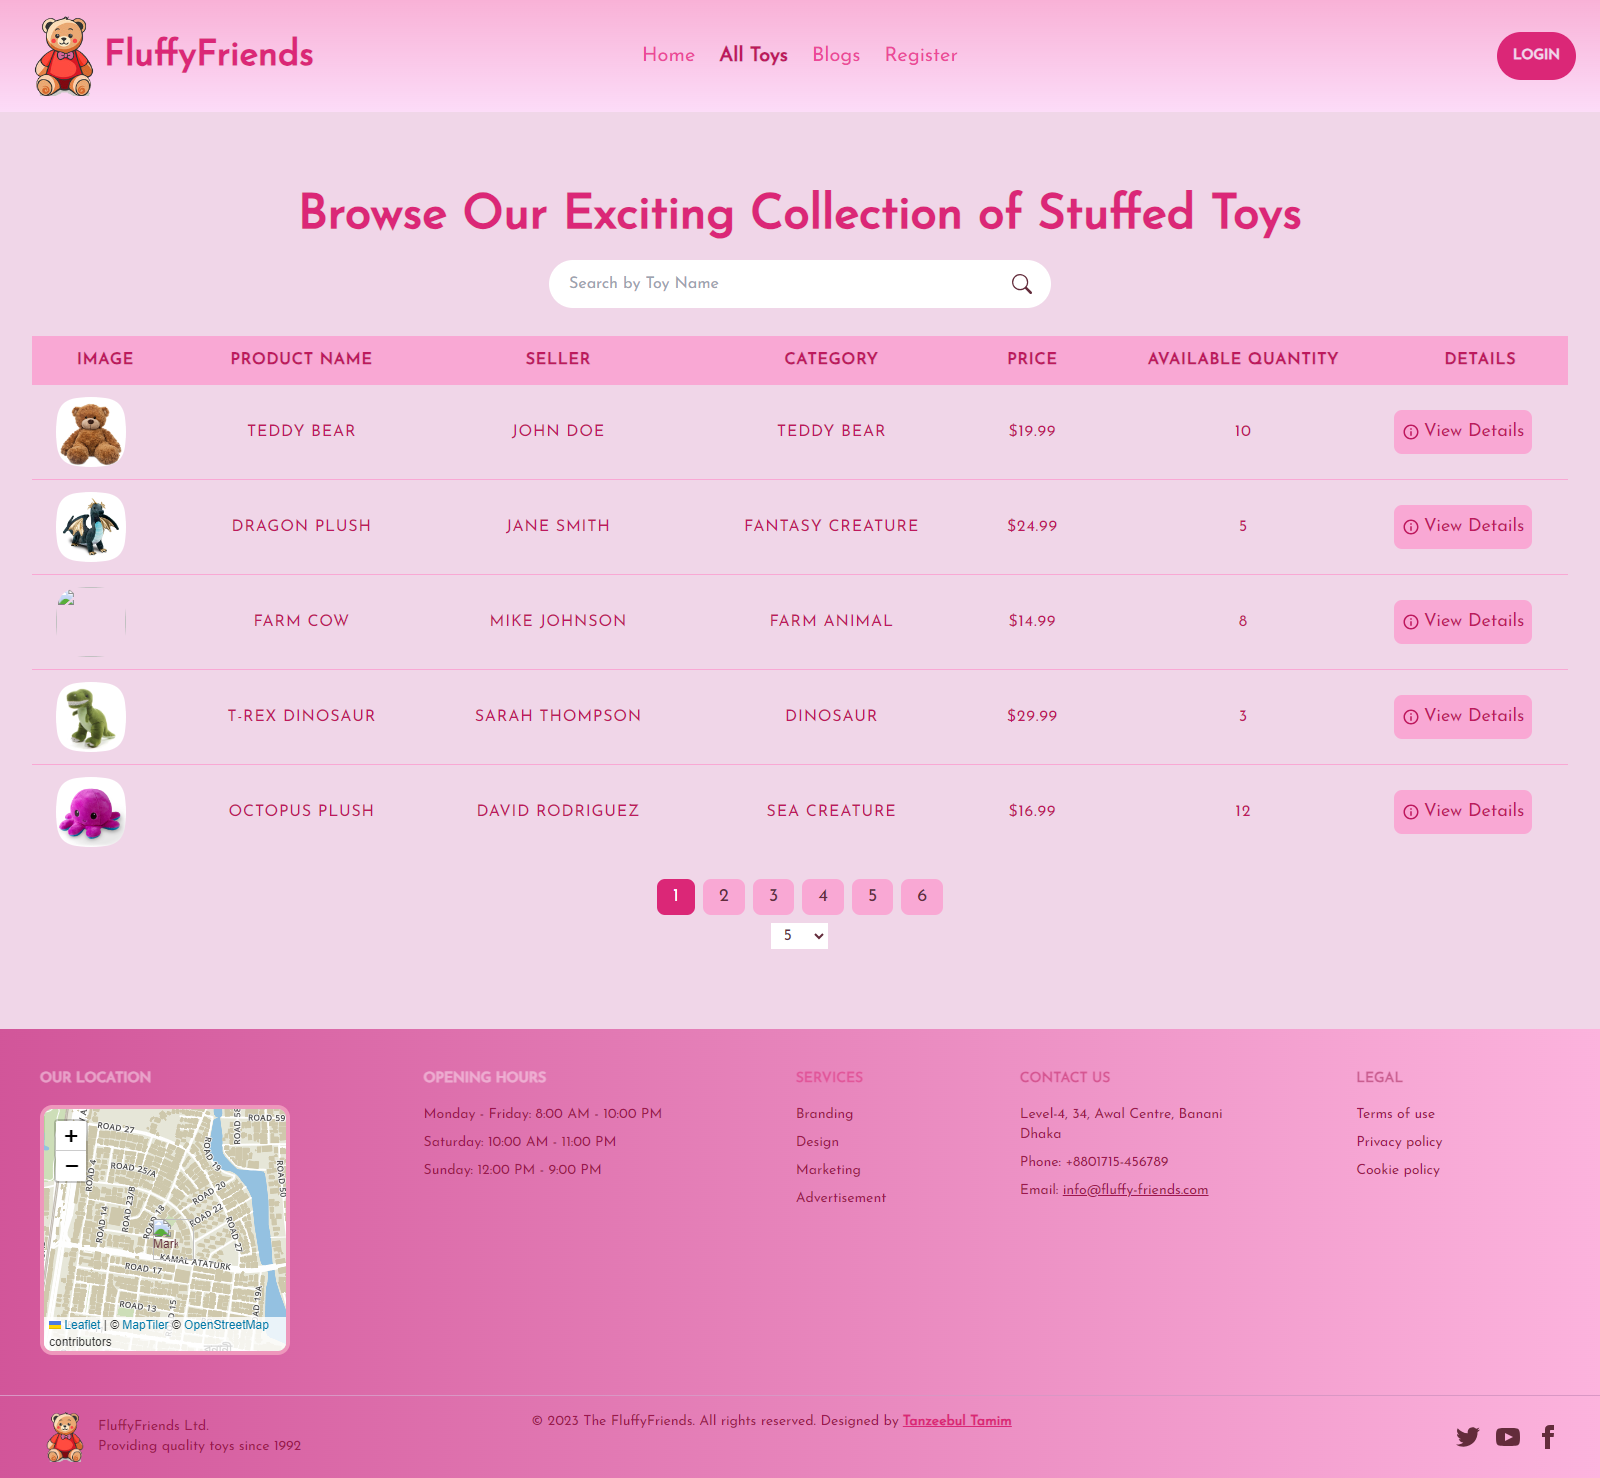 FluffyFriends
Home All Toys Blogs Register
LOGIN
Browse Our Exciting Collection of Stuffed Toys
Search by Toy Name
IMAGE PRODUCT NAME SELLER CATEGORY PRICE AVAILABLE QUANTITY DETAILS
TEDDY BEAR JOHN DOE TEDDY BEAR $19.99 10 View Details
DRAGON PLUSH JANE SMITH FANTASY CREATURE $24.99 5 View Details
FARM COW MIKE JOHNSON FARM ANIMAL $14.99 8 View Details
T-REX DINOSAUR SARAH THOMPSON DINOSAUR $29.99 3 View Details
OCTOPUS PLUSH DAVID RODRIGUEZ SEA CREATURE $16.99 12 View Details
1 2 3 4 5 6
5
OUR LOCATION
+
−
ROAD 27
ROAD 58
ROAD 59
ROAD 4
ROAD 25/A
ROAD 19
ROAD 50
ROAD 20
ROAD 23/B
ROAD 14
ROAD 18
ROAD 22
ROAD 27
Mark
KAMAL ATATURK
ROAD 17
ROAD 13
ROAD 19A
Leaflet | © MapTiler © OpenStreetMap
contributors
OPENING HOURS
Monday - Friday: 8:00 AM - 10:00 PM
Saturday: 10:00 AM - 11:00 PM
Sunday: 12:00 PM - 9:00 PM
SERVICES
Branding
Design
Marketing
Advertisement
CONTACT US
Level-4, 34, Awal Centre, Banani
Dhaka
Phone: +8801715-456789
Email: info@fluffy-friends.com
LEGAL
Terms of use
Privacy policy
Cookie policy
FluffyFriends Ltd.
Providing quality toys since 1992
© 2023 The FluffyFriends. All rights reserved. Designed by Tanzeebul Tamim